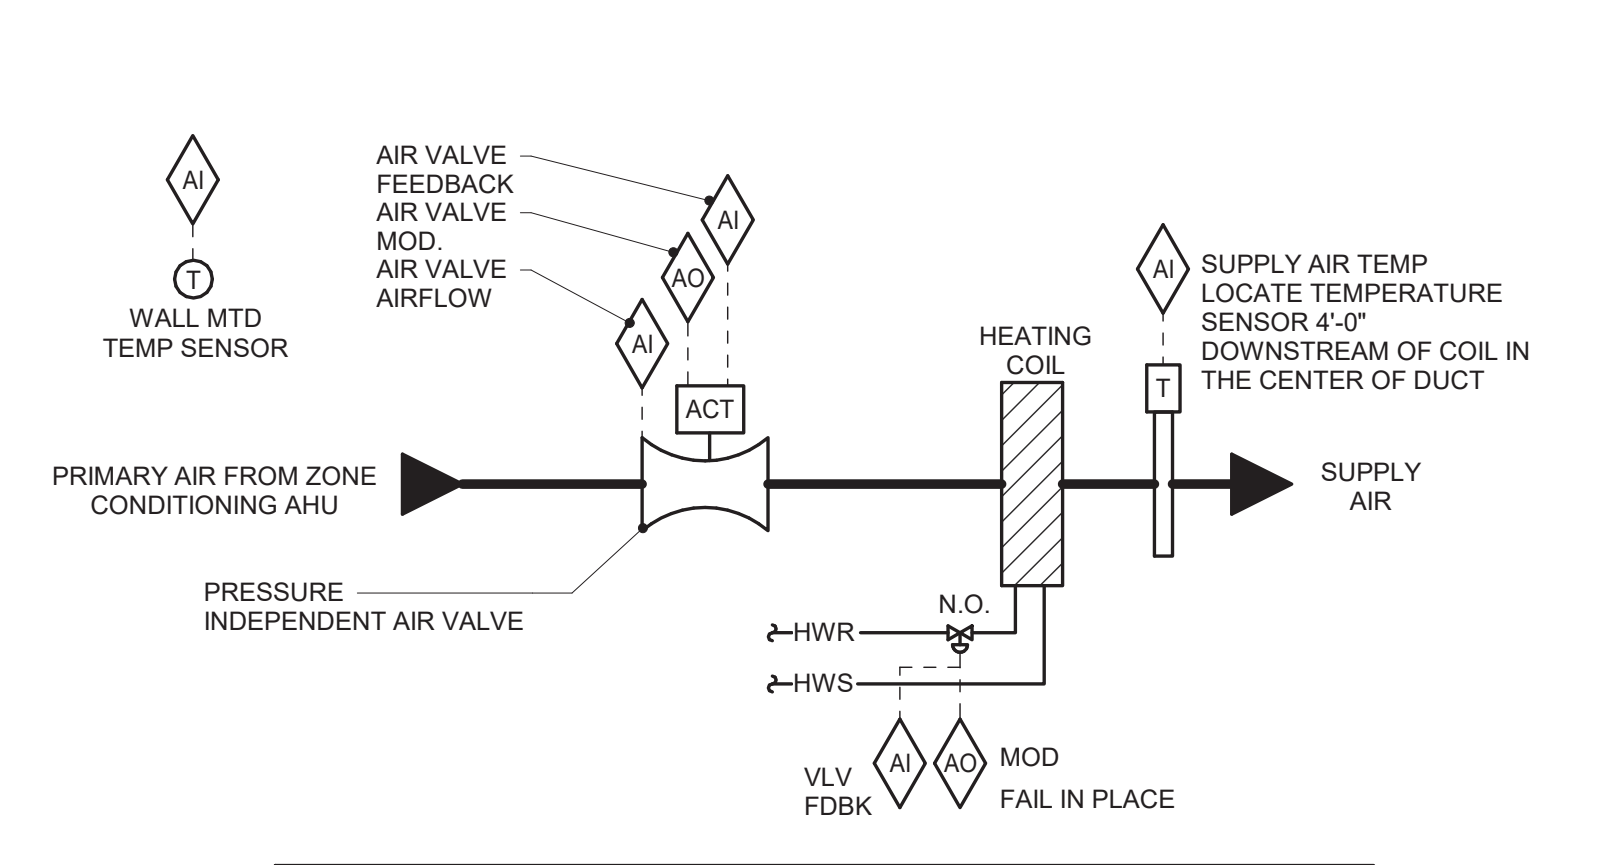 AI
T
WALL MTD
TEMP SENSOR
AIR VALVE
FEEDBACK
AIR VALVE
MOD.
AIR VALVE
AIRFLOW
AI
AO
AI
ACT
HEATING
COIL
AI
T
SUPPLY AIR TEMP
LOCATE TEMPERATURE
SENSOR 4'-0"
DOWNSTREAM OF COIL IN
THE CENTER OF DUCT
PRIMARY AIR FROM ZONE
CONDITIONING AHU
SUPPLY
AIR
PRESSURE
INDEPENDENT AIR VALVE
N.O.
HWR
HWS
VLV
FDBK
AI
AO
MOD
FAIL IN PLACE